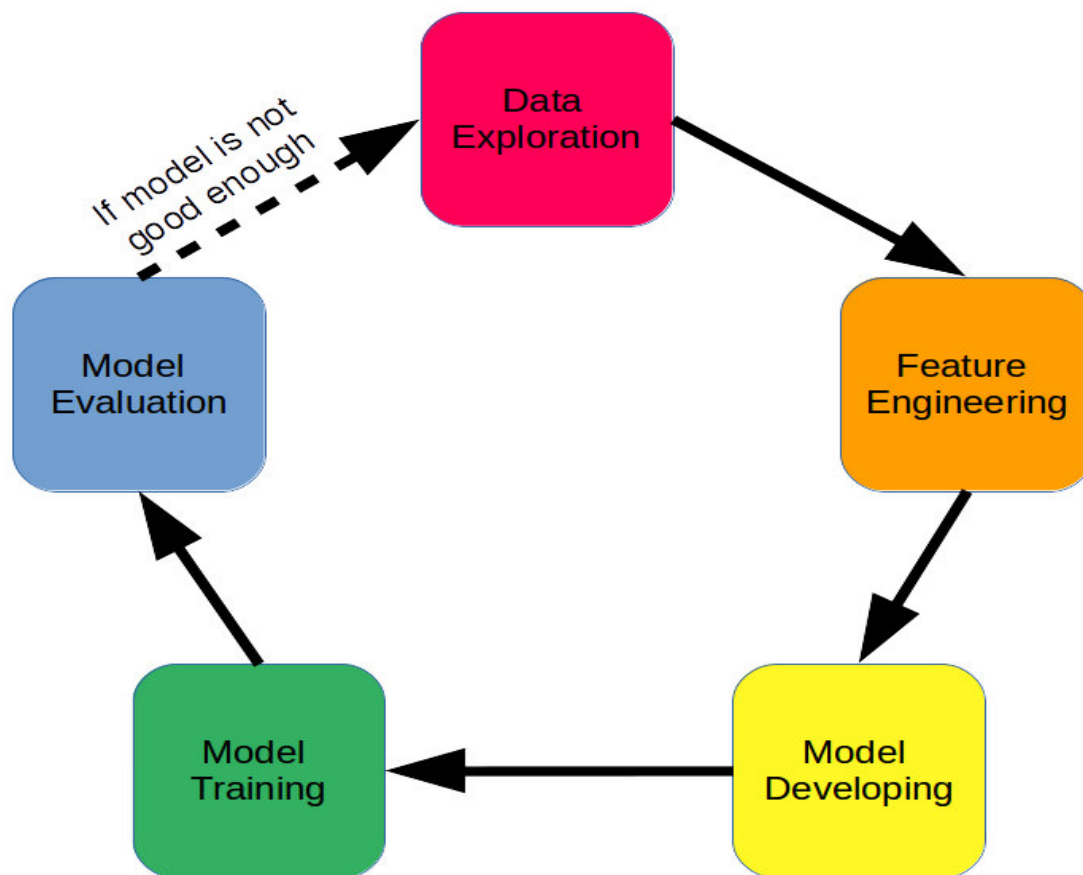 Data
Exploration
If model is not
good enough
Model
Evaluation
Feature
Engineering
Model
Training
Model
Developing